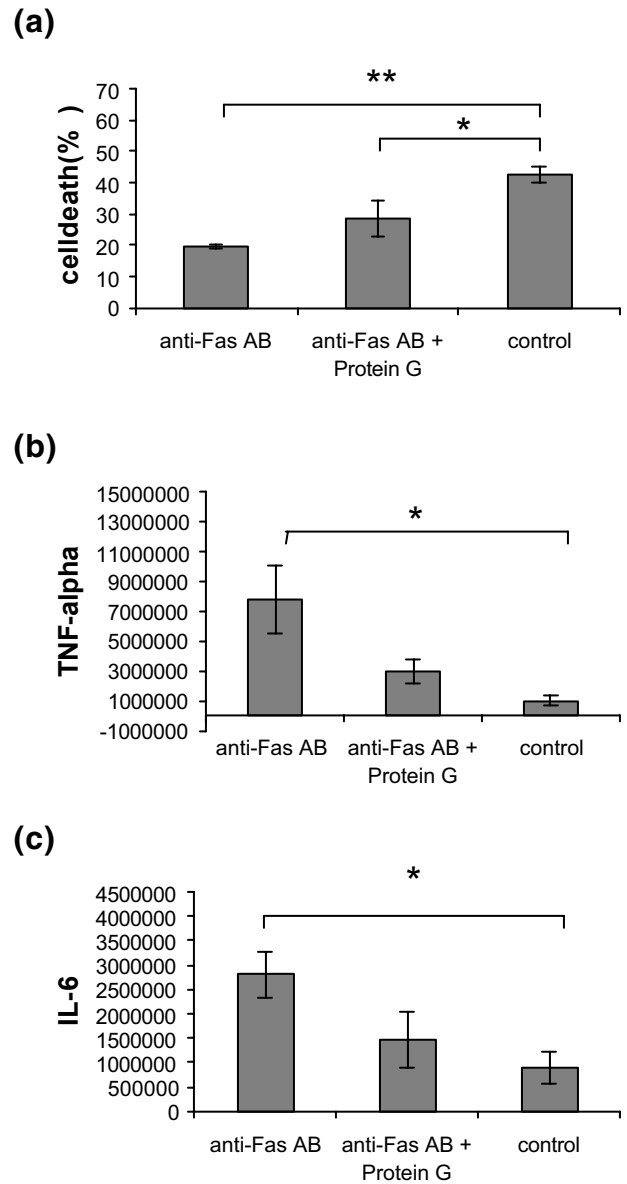 (a)
**
*
70
60
50
40
30
20
10
0
celldeath(% )
anti-Fas AB
anti-Fas AB +
Protein G
control
(b)
*
15000000
13000000
11000000
9000000
7000000
5000000
3000000
1000000
-1000000
TNF-alpha
anti-Fas AB
anti-Fas AB +
Protein G
control
(c)
*
4500000
4000000
3500000
3000000
2500000
2000000
1500000
1000000
500000
0
IL-6
anti-Fas AB
anti-Fas AB +
Protein G
control